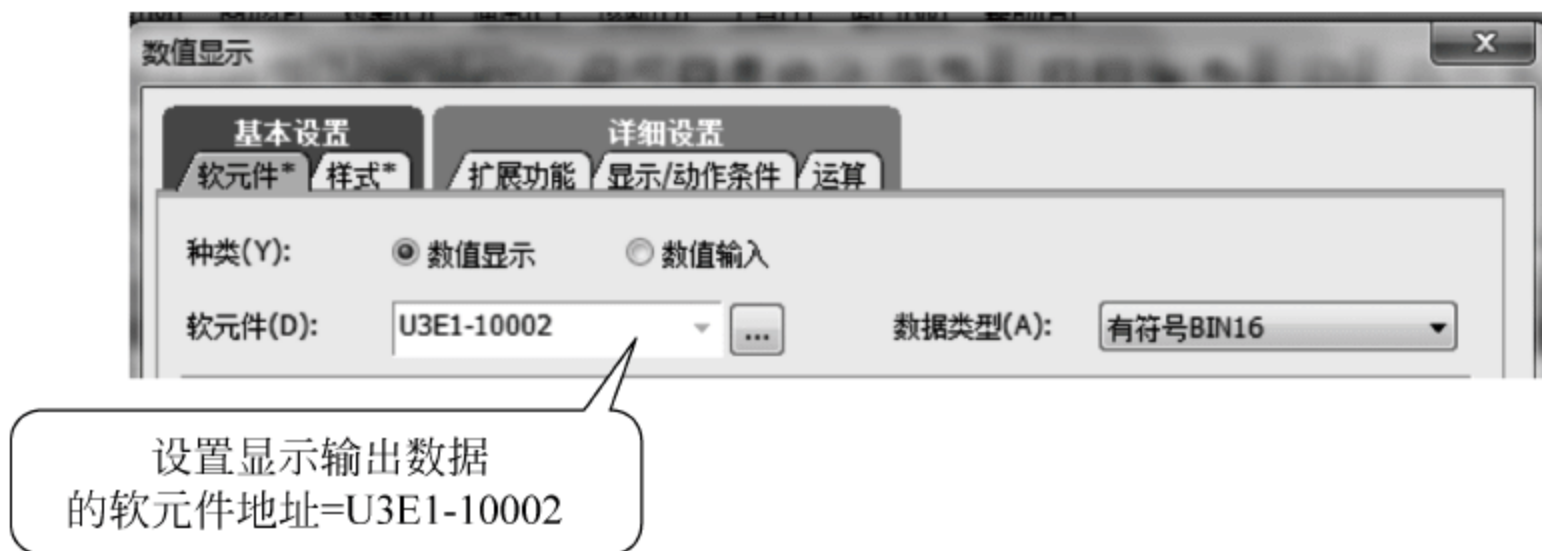 数值显示
基本设置
详细设置
软元件* 样式* 扩展功能 显示/动作条件 运算
种类(Y): 数值显示 数值输入
软元件(D): U3E1-10002 ... 数据类型(A): 有符号BIN16
设置显示输出数据
的软元件地址=U3E1-10002